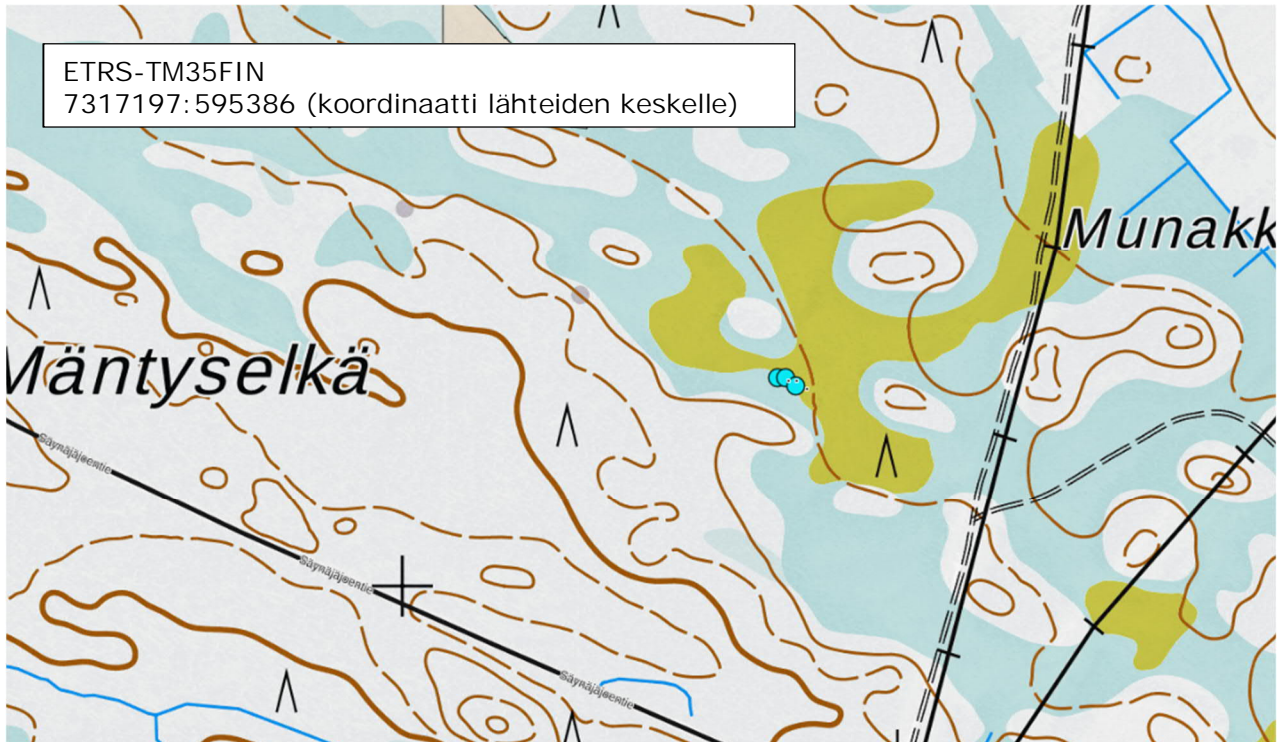 ETRS-TM35FIN
7317197:595386 (koordinaatti lähteiden keskelle)
Munakk
Mäntyselkä
Säynäjäjoentie
Säynäjäjoentie
Säynäjäjoentie